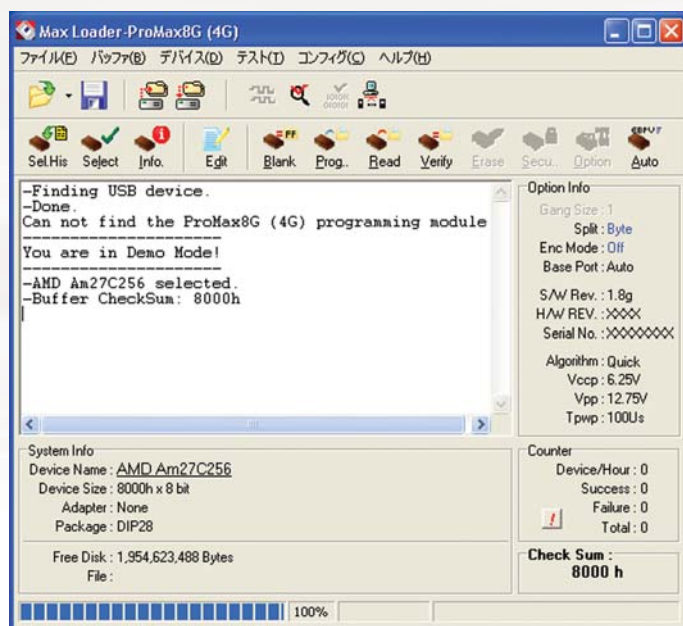 Max Loader-ProMax8G (4G)
ファイル(F) バッファ(B) デバイス(D) テスト(T) コンフィグ(C) ヘルプ(H)
Sel.His Select Info. Edit Blank Prog.. Read Verify Erase Secu.. Option Auto
-Finding USB device.
-Done.
Can not find the ProMax8G (4G) programming module
---------------------
You are in Demo Mode!
---------------------
-AMD Am27C256 selected.
-Buffer CheckSum: 8000h
Option Info
Gang Size : 1
Split : Byte
Enc Mode : Off
Base Port : Auto
S/W Rev. : 1.8g
H/W REV. : XXXX
Serial No. : XXXXXXXX
Algorithm : Quick
Vccp : 6.25V
Vpp : 12.75V
Tpwp : 100Us
System Info
Device Name : AMD Am27C256
Device Size : 8000h x 8 bit
Adapter : None
Package : DIP28
Free Disk : 1,954,623,488 Bytes
File :
Counter
Device/Hour : 0
Success : 0
Failure : 0
Total : 0
Check Sum :
8000 h
100%